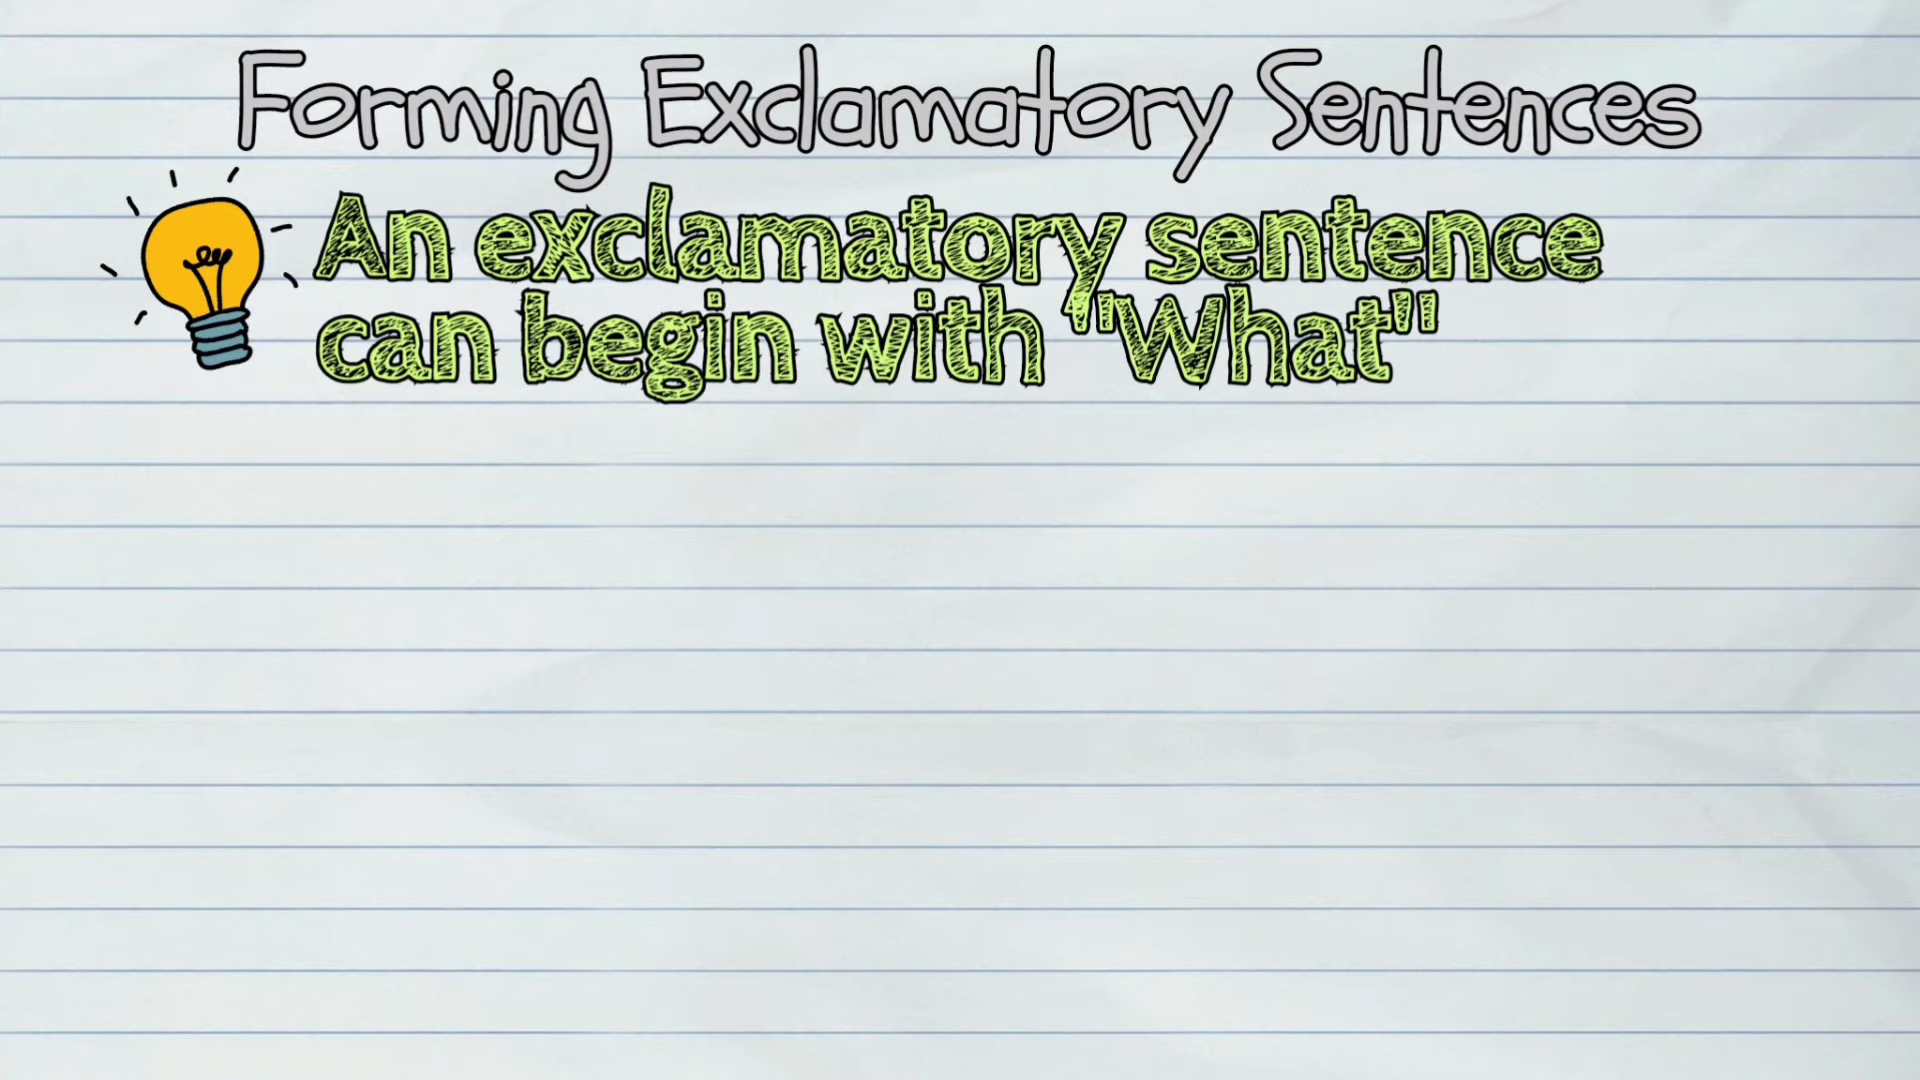 Forming Exclamatory Sentences
An exclamatory sentence
can begin with "What"